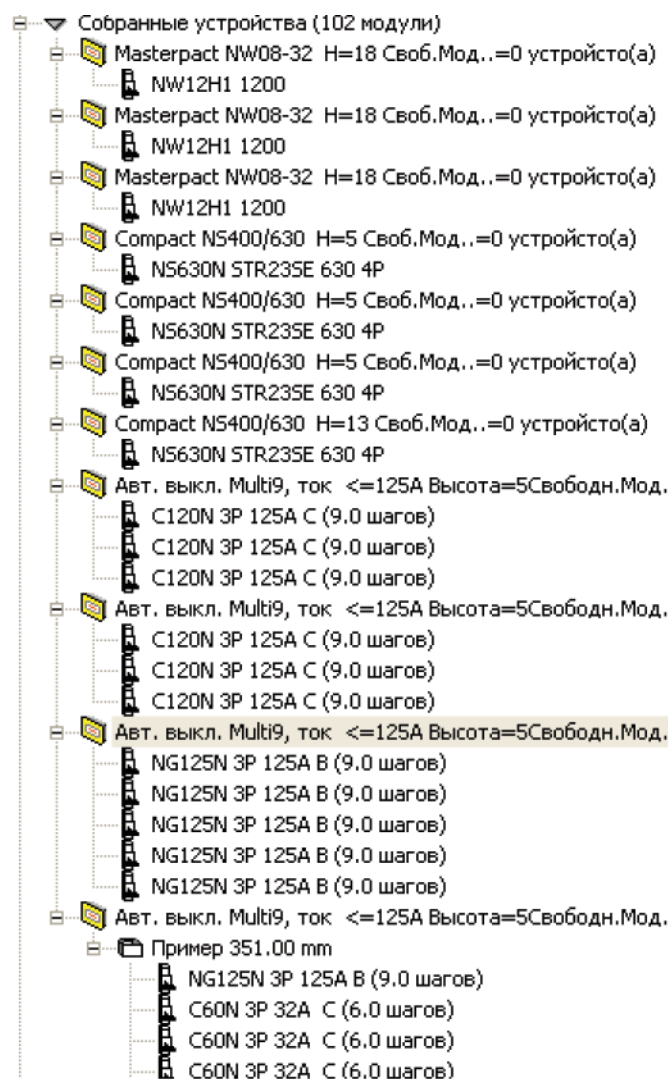 Собранные устройства (102 модули)
Masterpact NW08-32 H=18 Своб.Мод..=0 устройсто(а)
NW12H1 1200
Masterpact NW08-32 H=18 Своб.Мод..=0 устройсто(а)
NW12H1 1200
Masterpact NW08-32 H=18 Своб.Мод..=0 устройсто(а)
NW12H1 1200
Compact NS400/630 H=5 Своб.Мод..=0 устройсто(а)
NS630N STR23SE 630 4P
Compact NS400/630 H=5 Своб.Мод..=0 устройсто(а)
NS630N STR23SE 630 4P
Compact NS400/630 H=5 Своб.Мод..=0 устройсто(а)
NS630N STR23SE 630 4P
Compact NS400/630 H=13 Своб.Мод..=0 устройсто(а)
NS630N STR23SE 630 4P
Авт. выкл. Multi9, ток <=125A Высота=5Свободн.Мод.
C120N 3P 125A C (9.0 шагов)
C120N 3P 125A C (9.0 шагов)
C120N 3P 125A C (9.0 шагов)
Авт. выкл. Multi9, ток <=125A Высота=5Свободн.Мод.
C120N 3P 125A C (9.0 шагов)
C120N 3P 125A C (9.0 шагов)
C120N 3P 125A C (9.0 шагов)
Авт. выкл. Multi9, ток <=125A Высота=5Свободн.Мод.
NG125N 3P 125A B (9.0 шагов)
NG125N 3P 125A B (9.0 шагов)
NG125N 3P 125A B (9.0 шагов)
NG125N 3P 125A B (9.0 шагов)
NG125N 3P 125A B (9.0 шагов)
Авт. выкл. Multi9, ток <=125A Высота=5Свободн.Мод.
Пример 351.00 mm
NG125N 3P 125A B (9.0 шагов)
C60N 3P 32A C (6.0 шагов)
C60N 3P 32A C (6.0 шагов)
C60N 3P 32A C (6.0 шагов)